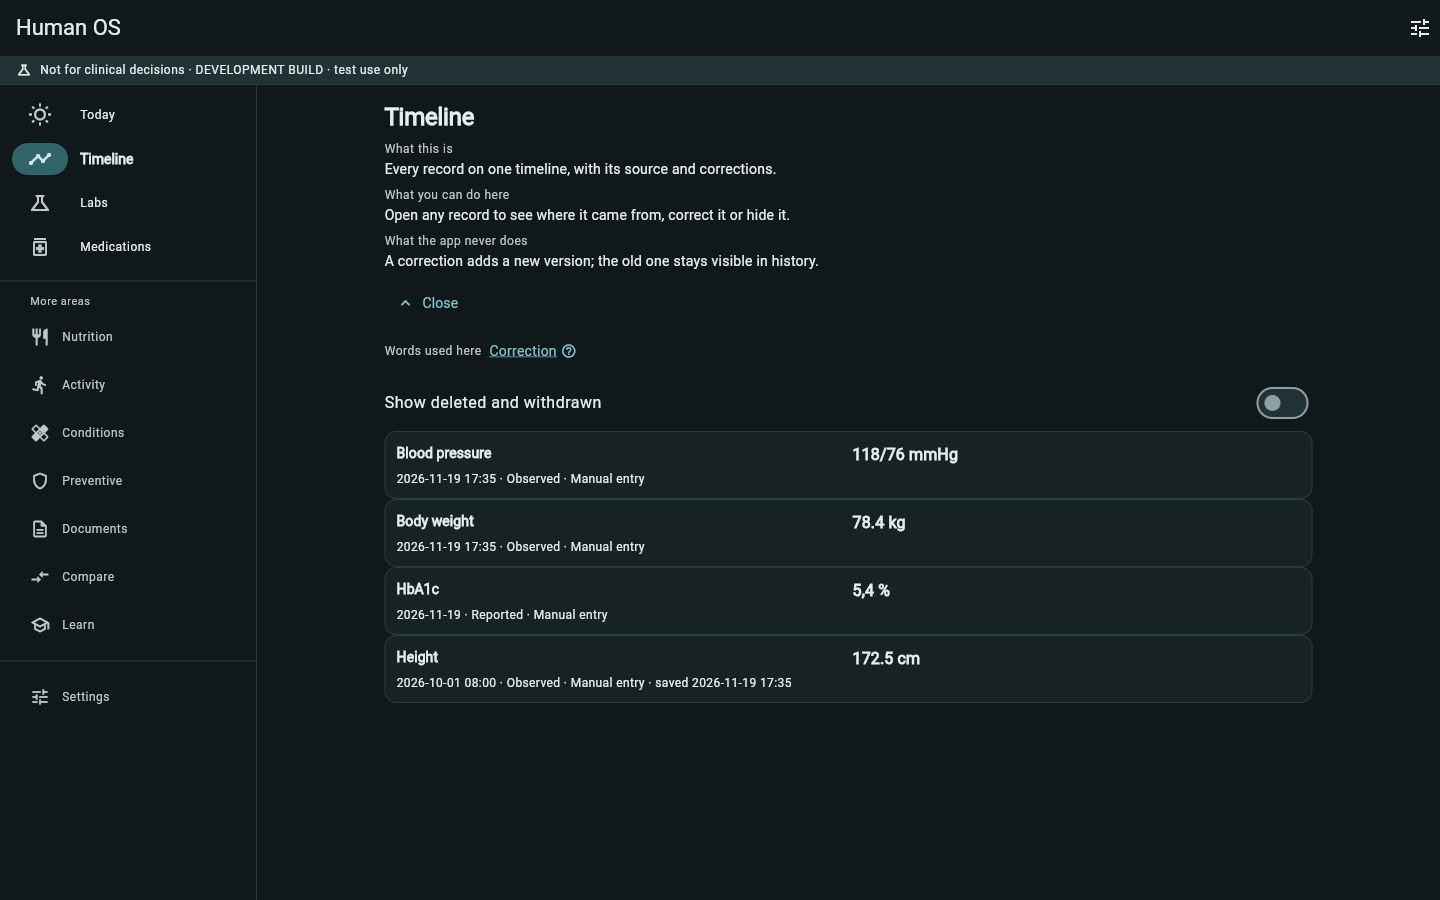 Human OS
Not for clinical decisions · DEVELOPMENT BUILD · test use only
Today
Timeline
Labs
Medications
More areas
Nutrition
Activity
Conditions
Preventive
Documents
Compare
Learn
Settings
Timeline
What this is
Every record on one timeline, with its source and corrections.
What you can do here
Open any record to see where it came from, correct it or hide it.
What the app never does
A correction adds a new version; the old one stays visible in history.
Close
Words used here Correction
Show deleted and withdrawn
Blood pressure 118/76 mmHg
2026-11-19 17:35 · Observed · Manual entry
Body weight 78.4 kg
2026-11-19 17:35 · Observed · Manual entry
HbA1c 5,4 %
2026-11-19 · Reported · Manual entry
Height 172.5 cm
2026-10-01 08:00 · Observed · Manual entry · saved 2026-11-19 17:35